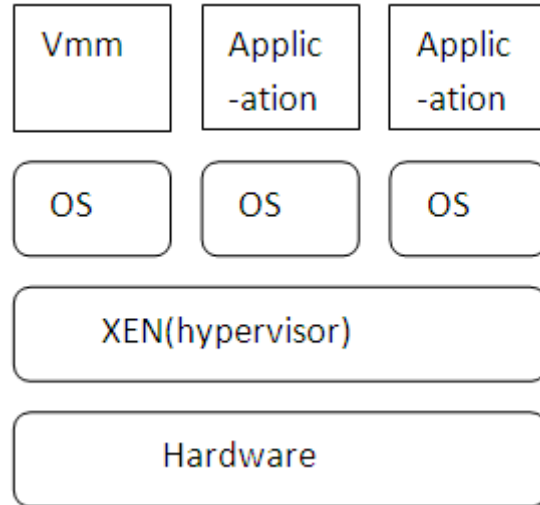 Vmm
Applic
-ation
Applic
-ation
OS
OS
OS
XEN(hypervisor)
Hardware